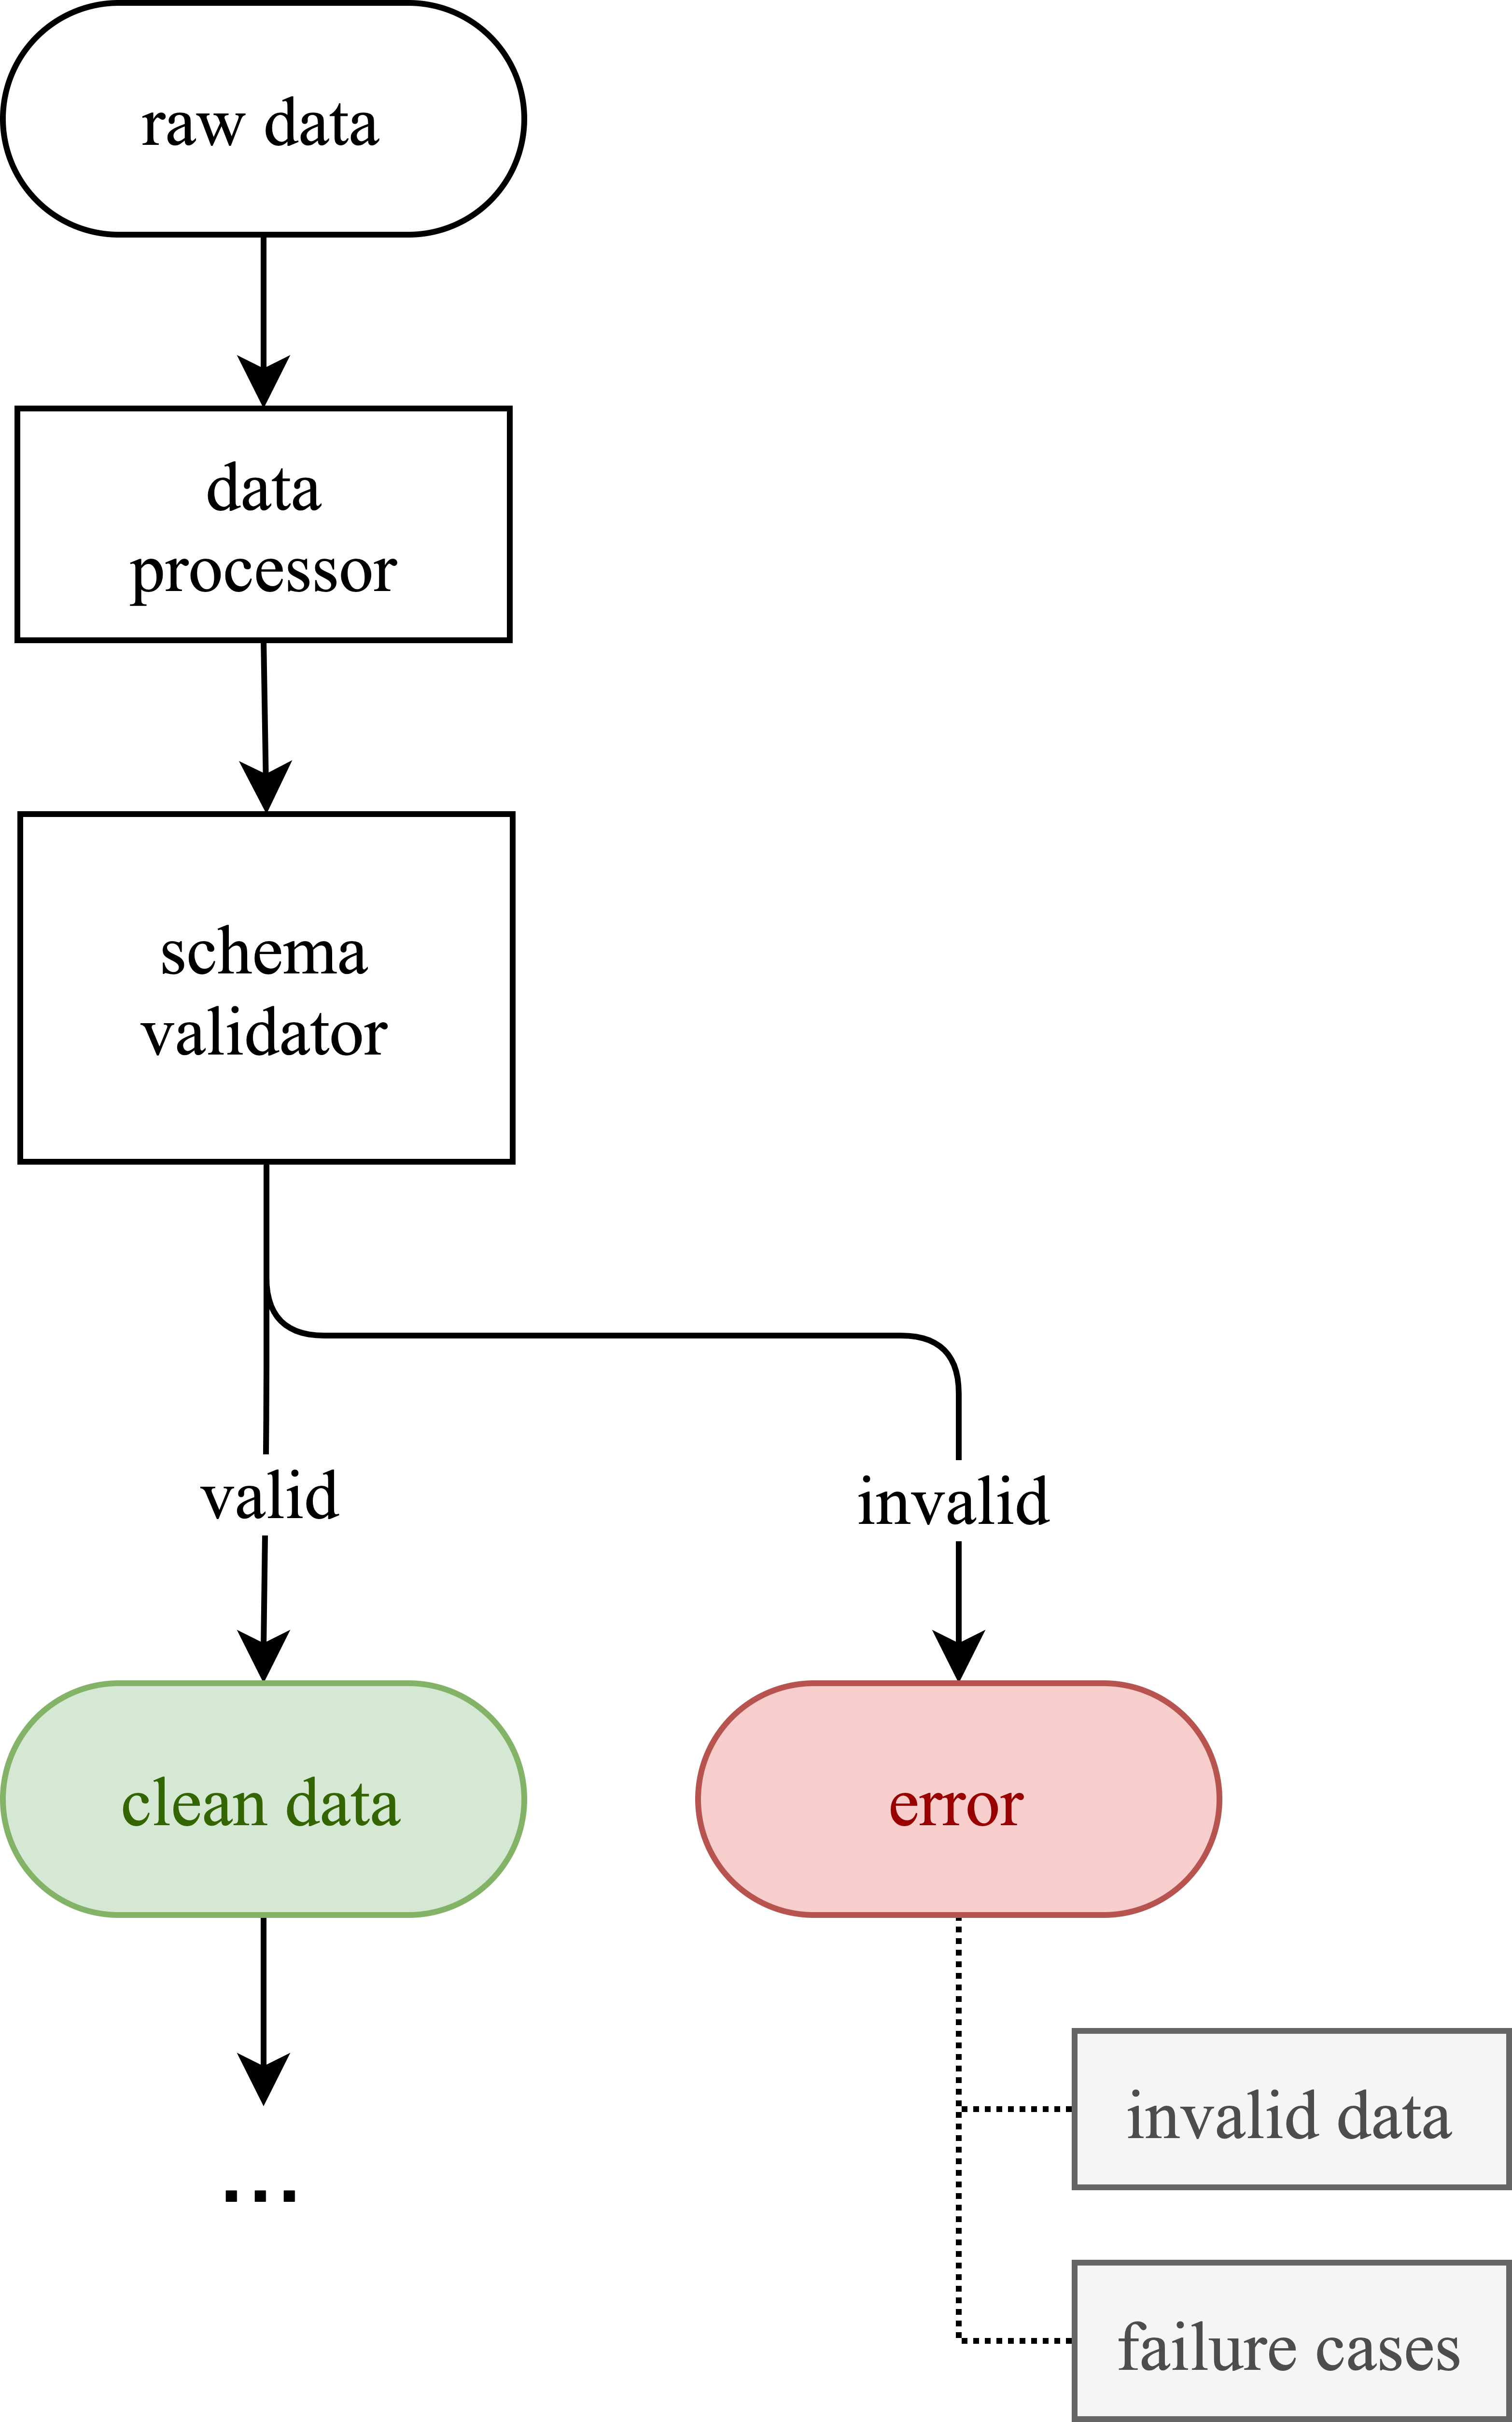 raw data
data
processor
schema
validator
valid
invalid
clean data
error
invalid data
...
failure cases